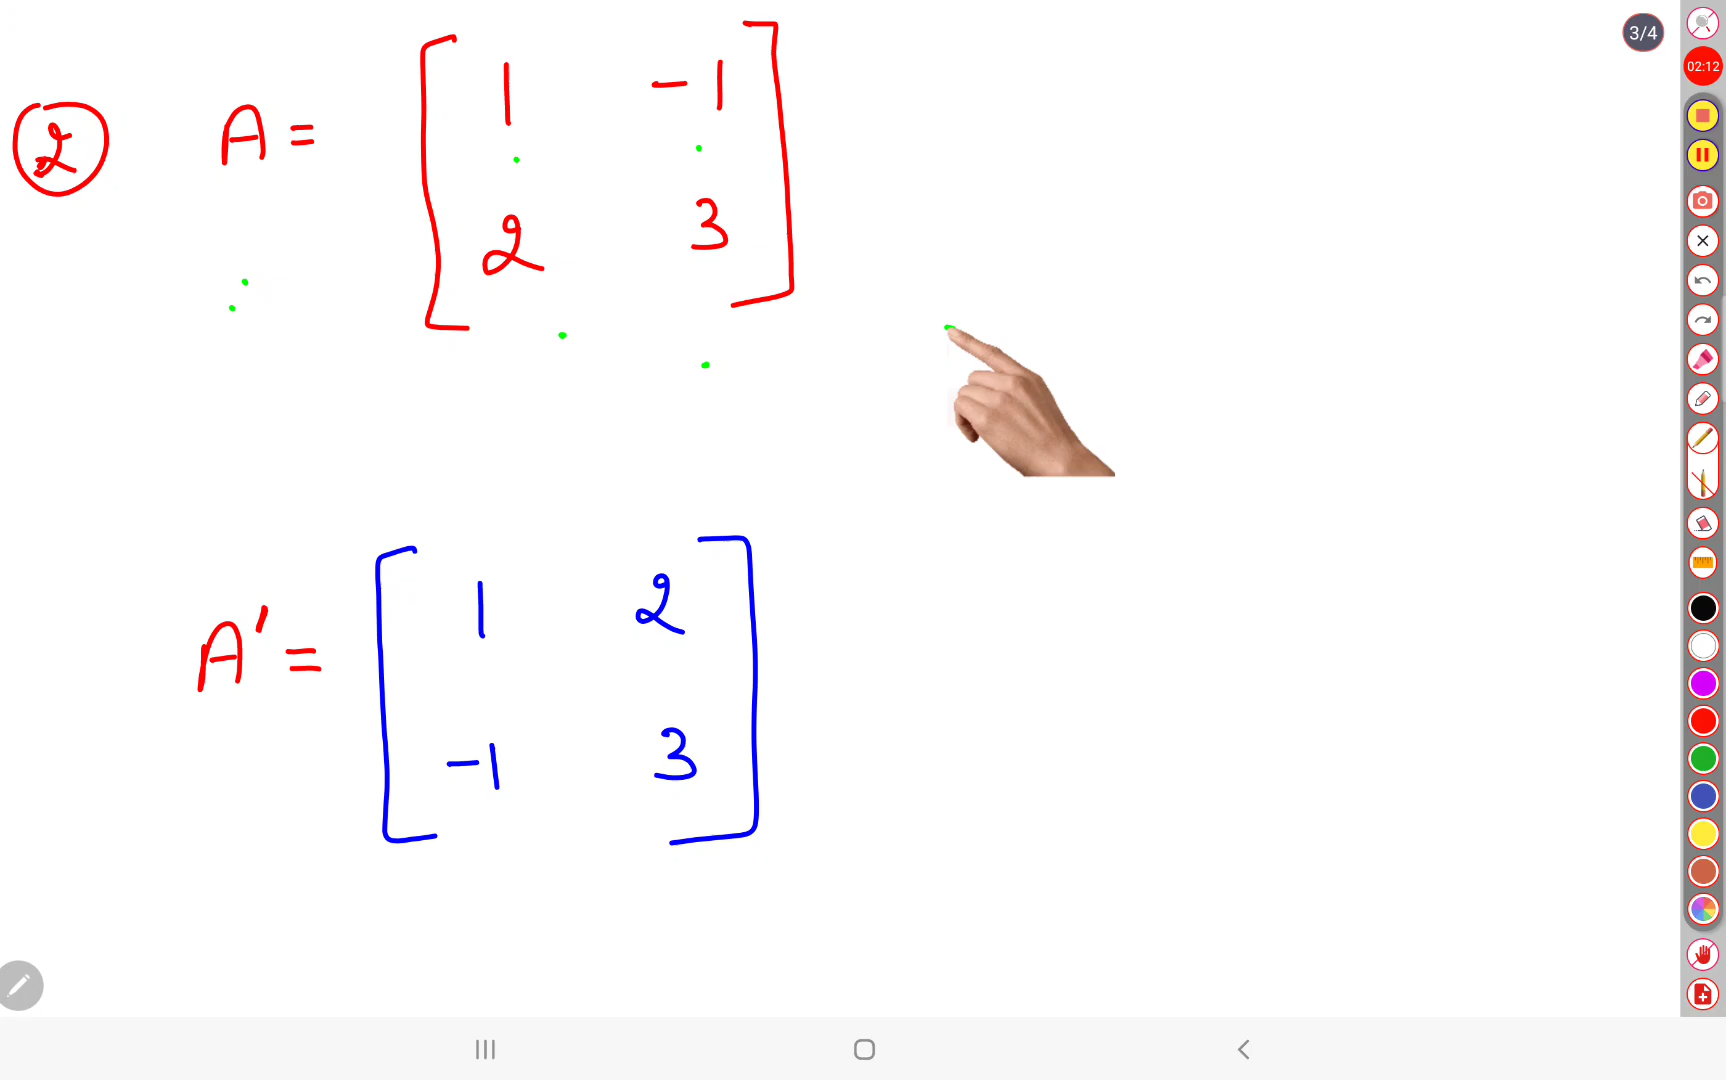 3/4
02:12
② A = [ 1 -1
2 3 ]
A' = [ 1 2
-1 3 ]